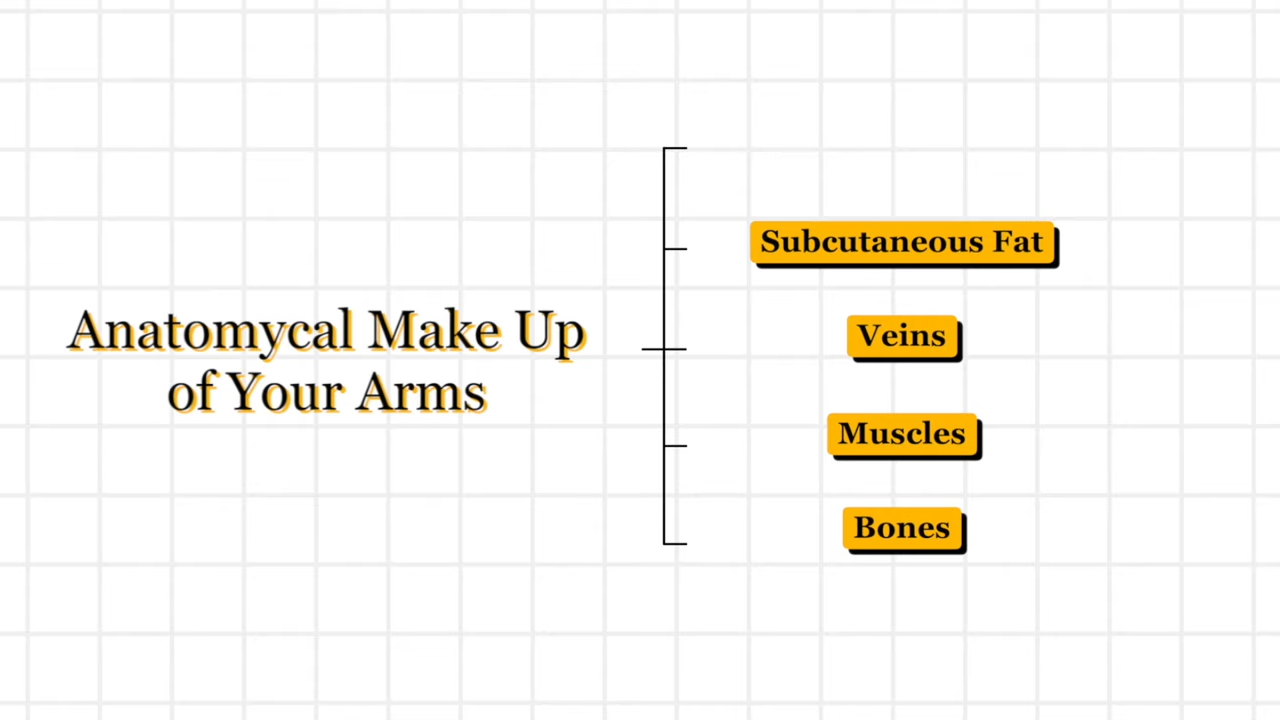 Anatomycal Make Up
of Your Arms
Subcutaneous Fat
Veins
Muscles
Bones